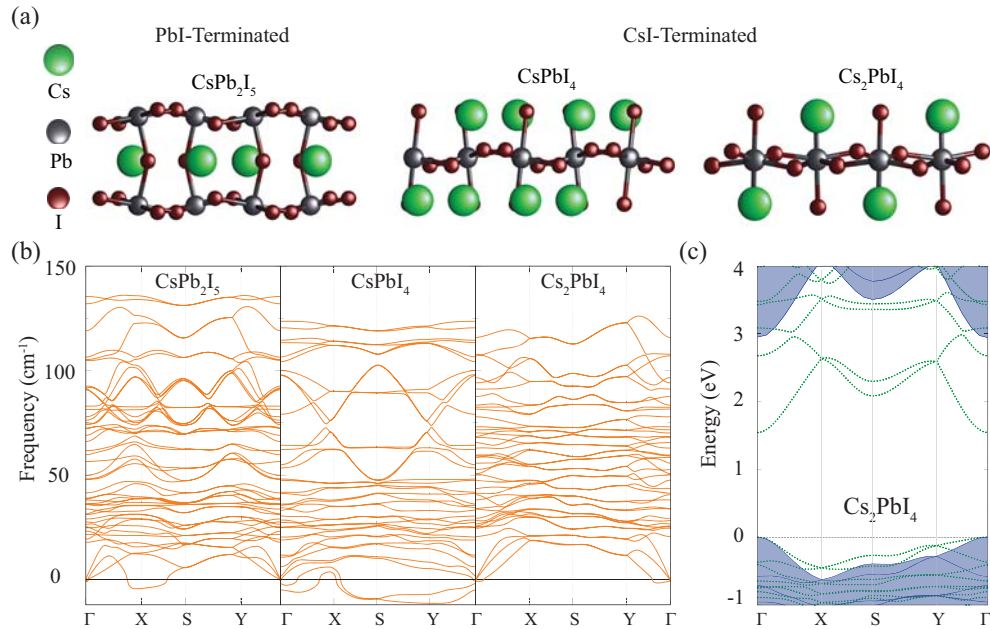 (a)
PbI-Terminated
CsI-Terminated
Cs
Pb
I
CsPb₂I₅
CsPbI₄
Cs₂PbI₄
(b)
Frequency (cm⁻¹)
150
100
50
0
CsPb₂I₅
CsPbI₄
Cs₂PbI₄
Γ X S Y Γ X S Y Γ X S Y Γ
(c)
Energy (eV)
4
3
2
1
0
-1
Cs₂PbI₄
Γ X S Y Γ